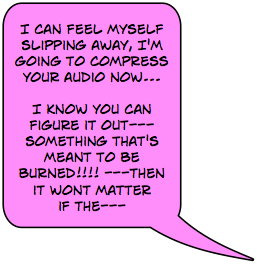 I CAN FEEL MYSELF
SLIPPING AWAY, I'M
GOING TO COMPRESS
YOUR AUDIO NOW...
I KNOW YOU CAN
FIGURE IT OUT---
SOMETHING THAT'S
MEANT TO BE
BURNED!!!! ---THEN
IT WONT MATTER
IF THE---